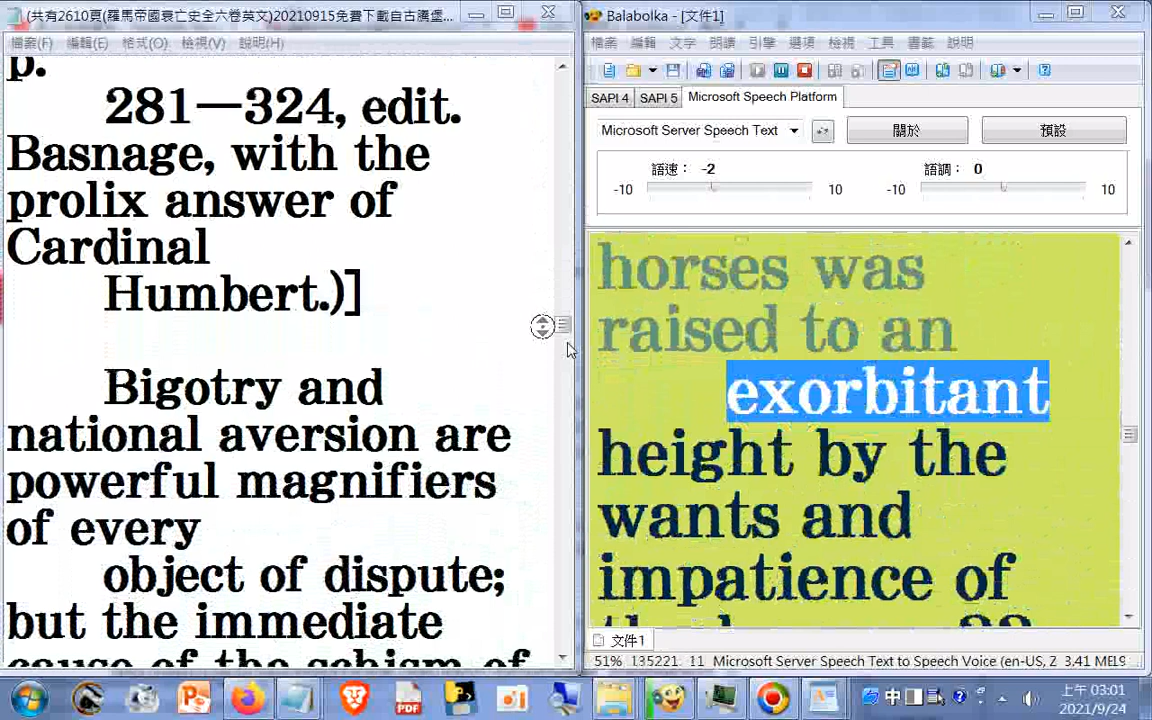 (共有2610頁(羅馬帝國衰亡史全六卷英文)20210915免費下載自古騰堡...
檔案(F) 編輯(E) 格式(O) 檢視(V) 說明(H)
p.
281—324, edit.
Basnage, with the
prolix answer of
Cardinal
Humbert.)]
Bigotry and
national aversion are
powerful magnifiers
of every
object of dispute;
but the immediate
cause of the schism of
Balabolka - [文件1]
檔案 編輯 文字 朗讀 引擎 選項 檢視 工具 書籤 說明
SAPI 4 SAPI 5 Microsoft Speech Platform
Microsoft Server Speech Text 關於 預設
語速： -2 語調： 0
-10 10 -10 10
horses was
raised to an
exorbitant
height by the
wants and
impatience of
文件1
51% 135221 11 Microsoft Server Speech Text to Speech Voice (en-US, Z
中
上午 03:01
2021/9/24